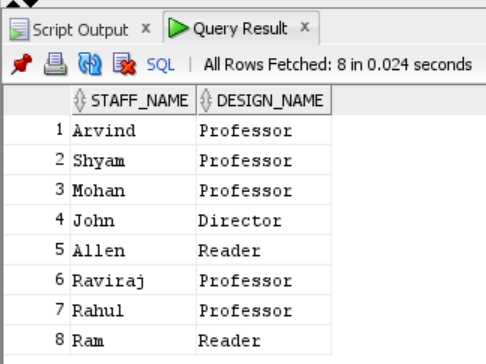 Script Output x Query Result x
SQL | All Rows Fetched: 8 in 0.024 seconds
STAFF_NAME DESIGN_NAME
1 Arvind Professor
2 Shyam Professor
3 Mohan Professor
4 John Director
5 Allen Reader
6 Raviraj Professor
7 Rahul Professor
8 Ram Reader